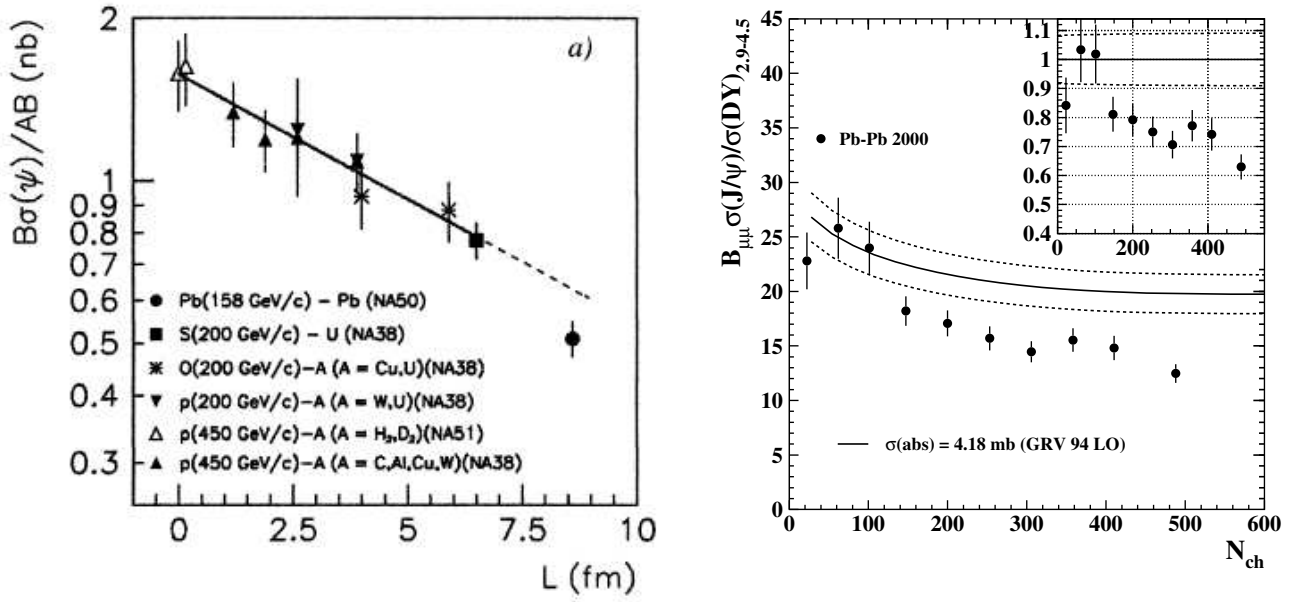 a)
Bσ(ψ)/AB (nb)
2
1
0.9
0.8
0.7
0.6
0.5
0.4
0.3
Pb(158 GeV/c) – Pb (NA50)
S(200 GeV/c) – U (NA38)
O(200 GeV/c)–A (A = Cu,U)(NA38)
p(200 GeV/c)–A (A = W,U)(NA38)
p(450 GeV/c)–A (A = H₂,D₂)(NA51)
p(450 GeV/c)–A (A = C,Al,Cu,W)(NA38)
0 2.5 5 7.5 10
L (fm)
B_μμ σ(J/ψ)/σ(DY)_2.9-4.5
45
40
35
30
25
20
15
10
5
0
Pb-Pb 2000
1.1
1
0.9
0.8
0.7
0.6
0.5
0.4
0 200 400
σ(abs) = 4.18 mb (GRV 94 LO)
0 100 200 300 400 500 600
N_ch